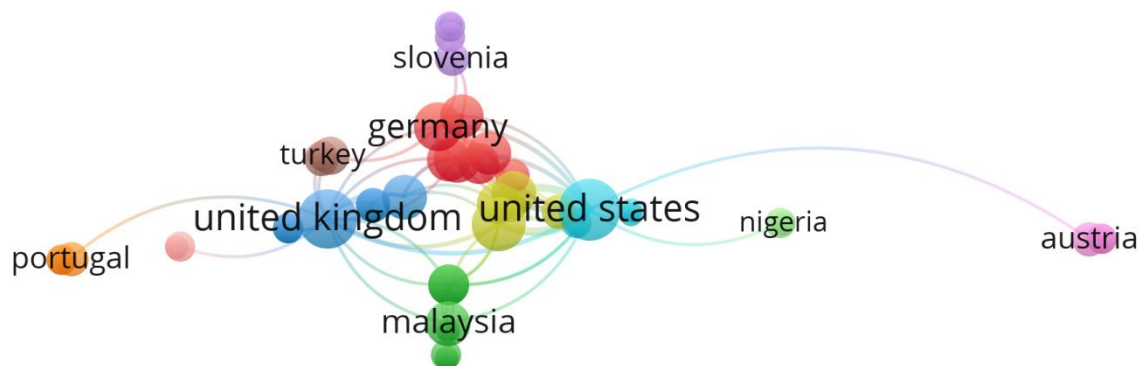 slovenia
germany
turkey
united kingdom
united states
nigeria
portugal
austria
malaysia